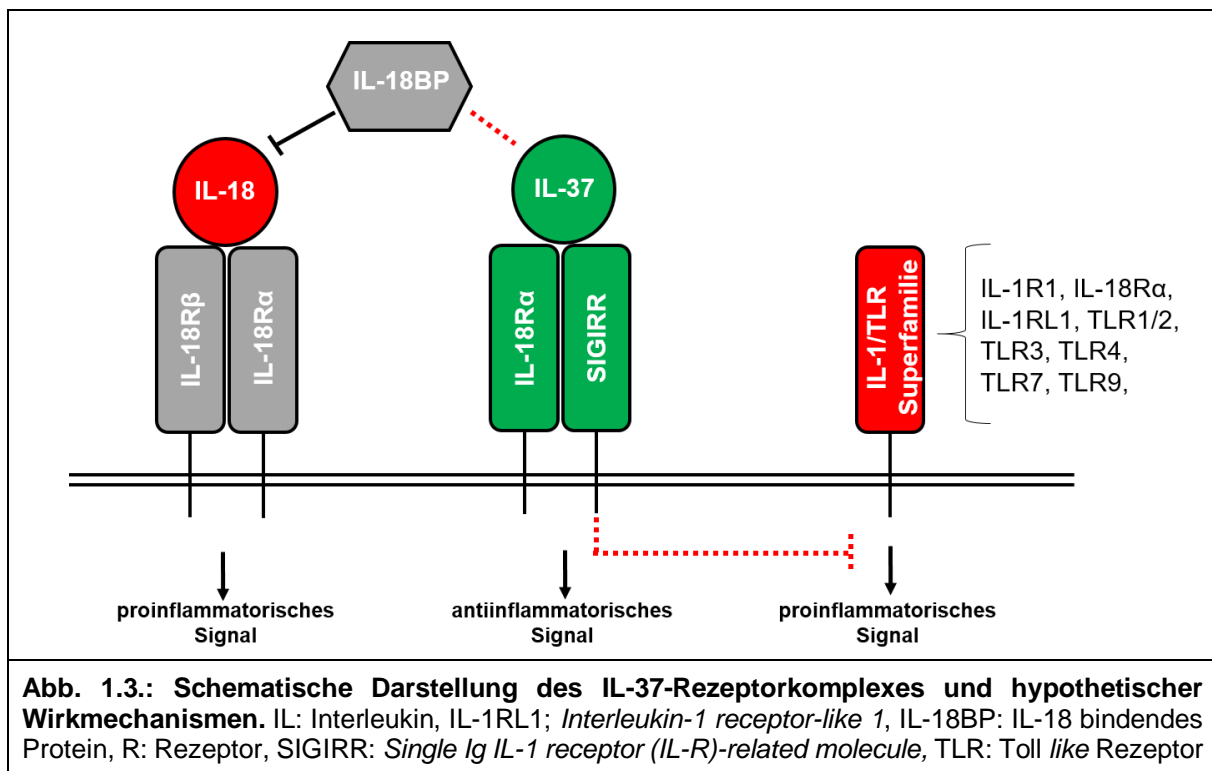 IL-18BP
IL-18
IL-37
IL-18Rβ
IL-18Rα
IL-18Rα
SIGIRR
IL-1/TLR
Superfamilie
IL-1R1, IL-18Rα,
IL-1RL1, TLR1/2,
TLR3, TLR4,
TLR7, TLR9,
proinflammatorisches
Signal
antiinflammatorisches
Signal
proinflammatorisches
Signal
Abb. 1.3.: Schematische Darstellung des IL-37-Rezeptorkomplexes und hypothetischer
Wirkmechanismen. IL: Interleukin, IL-1RL1; Interleukin-1 receptor-like 1, IL-18BP: IL-18 bindendes
Protein, R: Rezeptor, SIGIRR: Single Ig IL-1 receptor (IL-R)-related molecule, TLR: Toll like Rezeptor